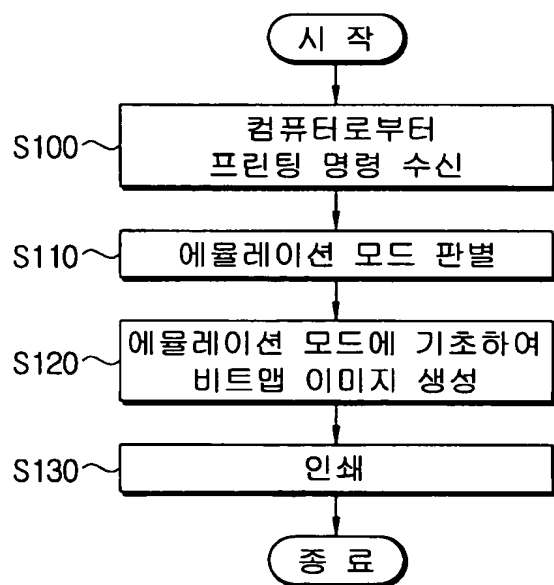 시 작
S100
컴퓨터로부터
프린팅 명령 수신
S110
에뮬레이션 모드 판별
S120
에뮬레이션 모드에 기초하여
비트맵 이미지 생성
S130
인쇄
종 료